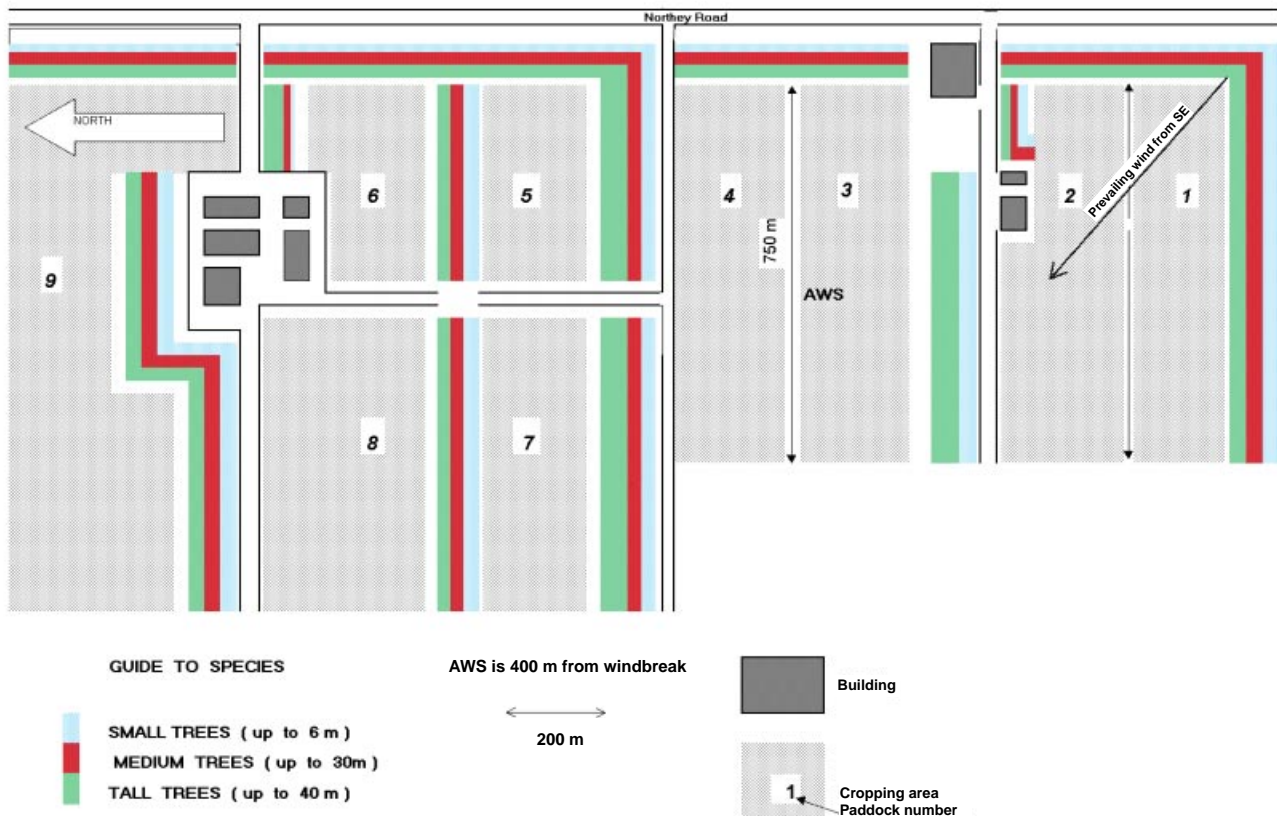 Northey Road
NORTH
6
5
4
3
2
1
Prevailing wind from SE
9
750 m
AWS
8
7
GUIDE TO SPECIES
AWS is 400 m from windbreak
Building
200 m
SMALL TREES ( up to 6 m )
MEDIUM TREES ( up to 30m )
TALL TREES ( up to 40 m )
1
Cropping area
Paddock number